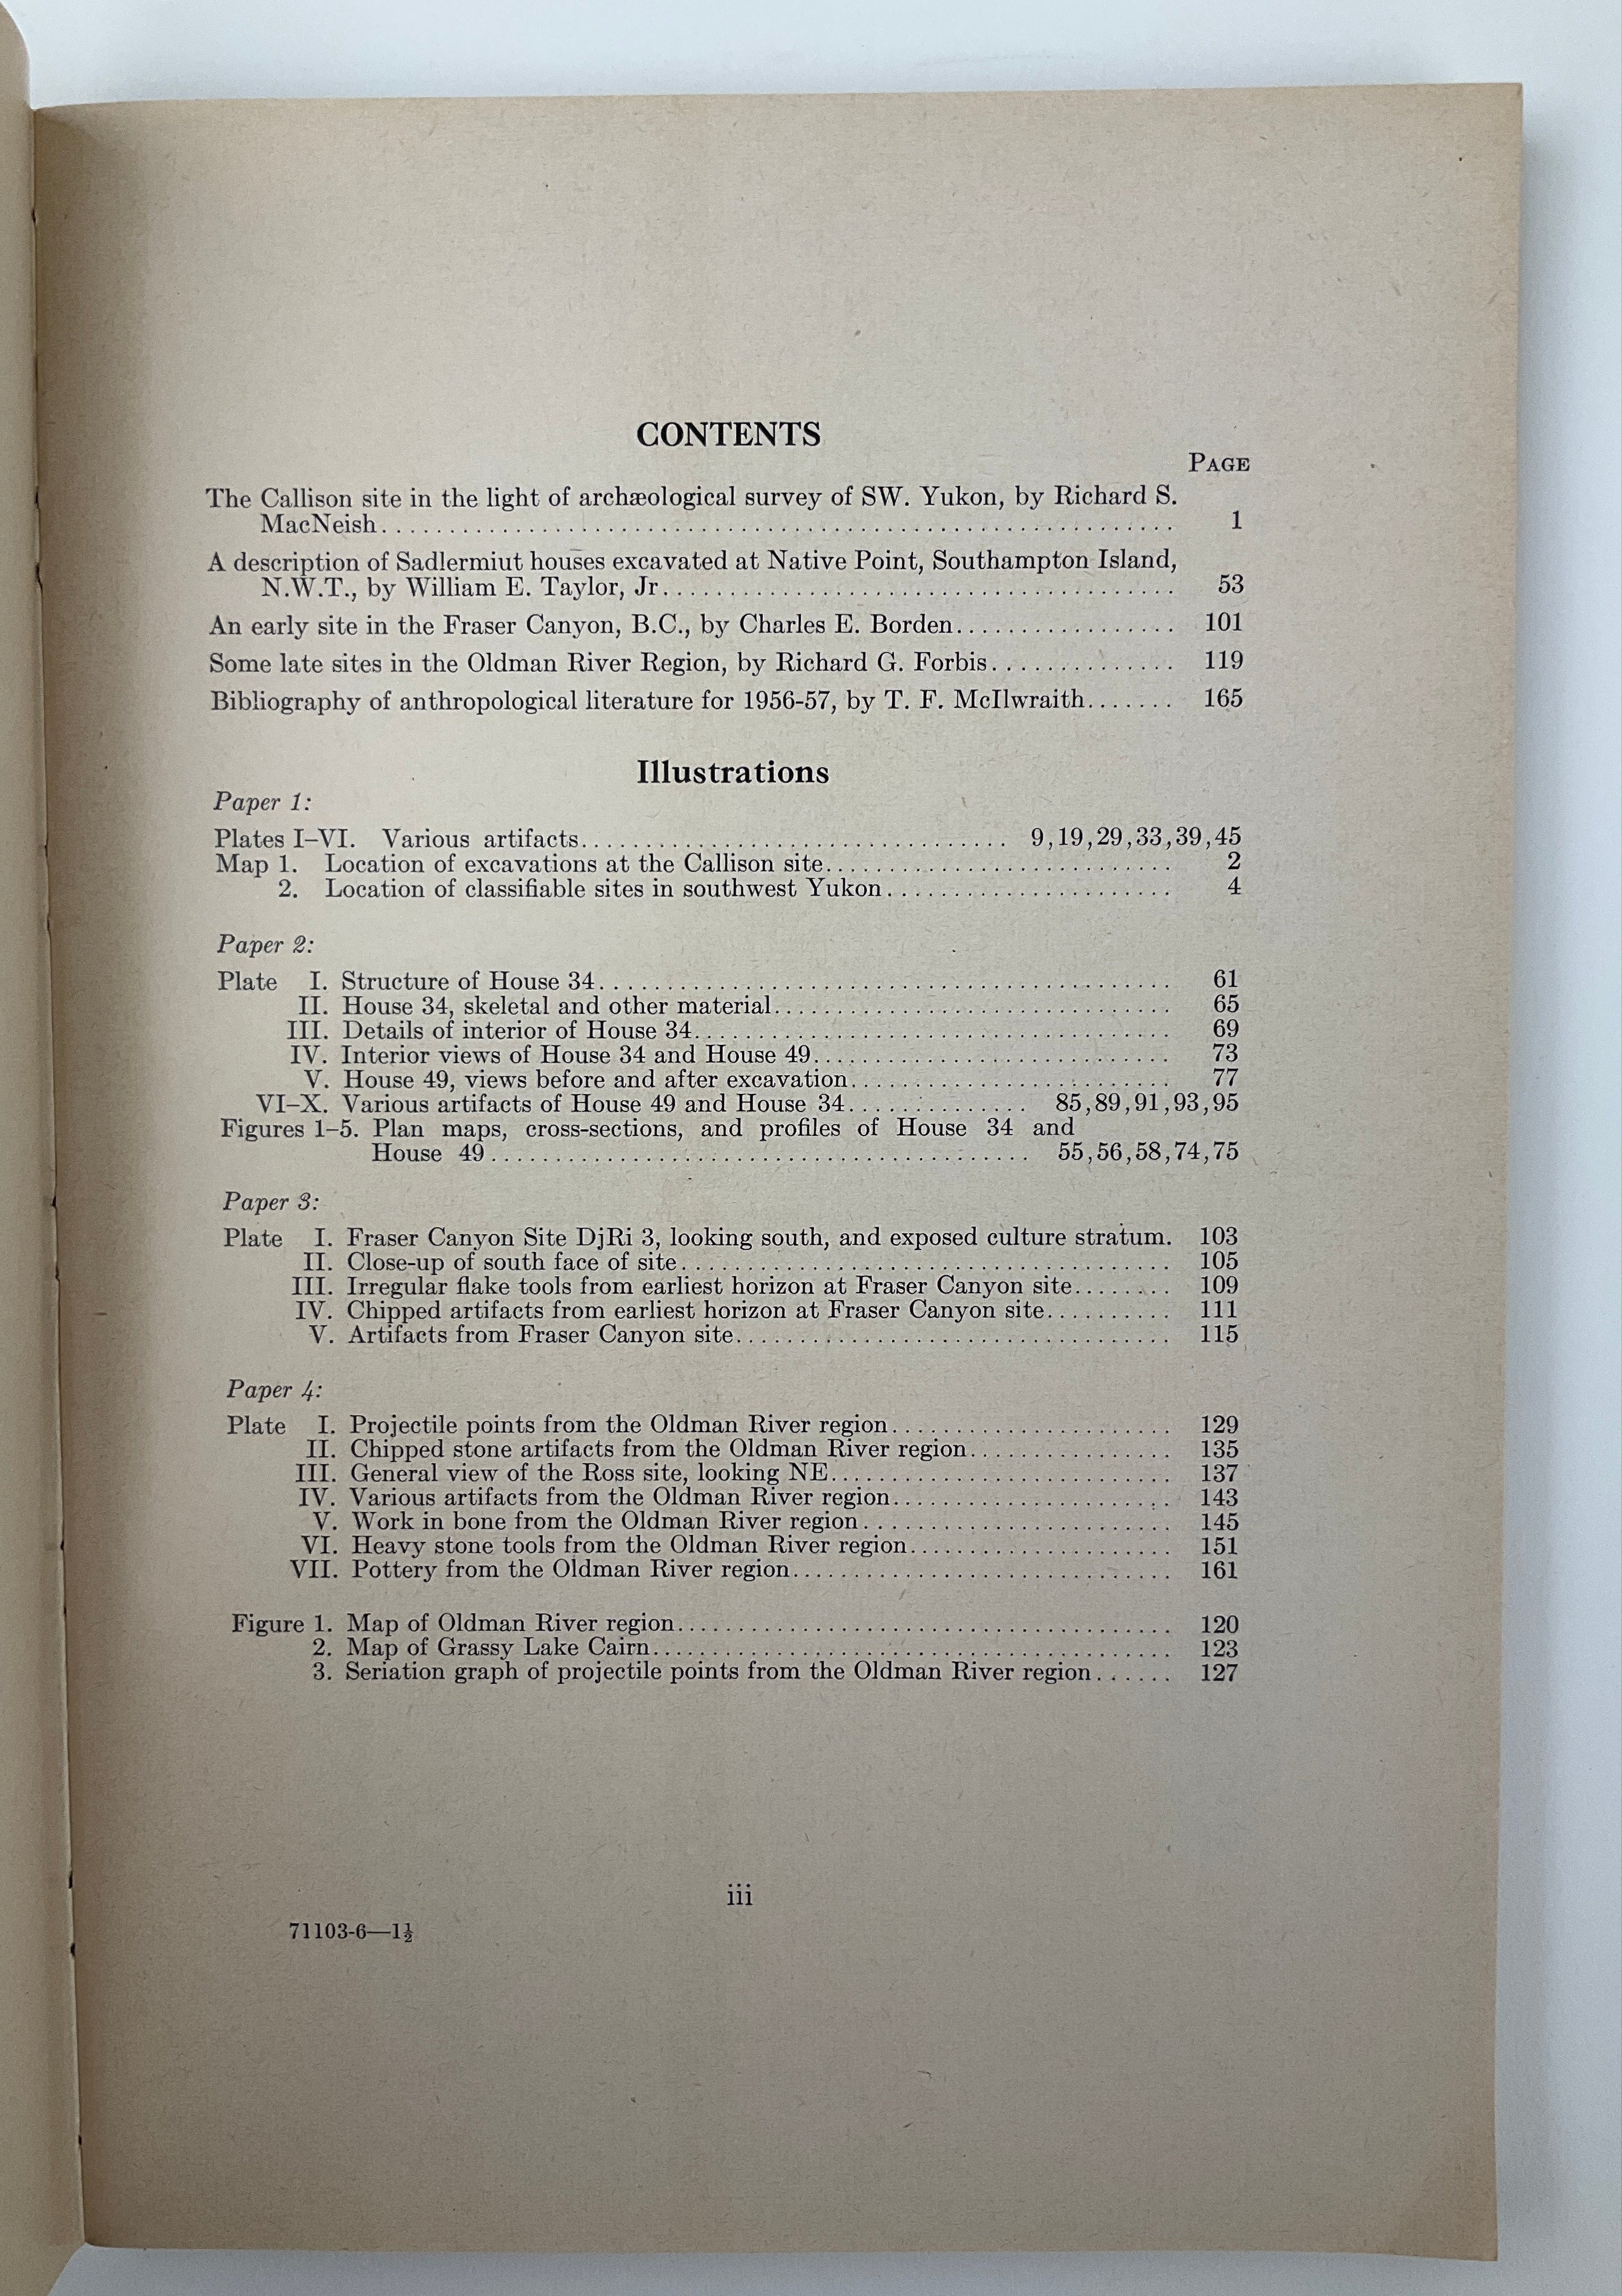 CONTENTS
PAGE
The Callison site in the light of archæological survey of SW. Yukon, by Richard S.
MacNeish........ 1
A description of Sadlermiut houses excavated at Native Point, Southampton Island,
N.W.T., by William E. Taylor, Jr........ 53
An early site in the Fraser Canyon, B.C., by Charles E. Borden........ 101
Some late sites in the Oldman River Region, by Richard G. Forbis........ 119
Bibliography of anthropological literature for 1956-57, by T. F. McIlwraith....... 165
Illustrations
Paper 1:
Plates I–VI. Various artifacts........ 9,19,29,33,39,45
Map 1. Location of excavations at the Callison site........ 2
2. Location of classifiable sites in southwest Yukon........ 4
Paper 2:
Plate I. Structure of House 34........ 61
II. House 34, skeletal and other material........ 65
III. Details of interior of House 34........ 69
IV. Interior views of House 34 and House 49........ 73
V. House 49, views before and after excavation........ 77
VI–X. Various artifacts of House 49 and House 34........ 85,89,91,93,95
Figures 1–5. Plan maps, cross-sections, and profiles of House 34 and
House 49........ 55,56,58,74,75
Paper 3:
Plate I. Fraser Canyon Site DjRi 3, looking south, and exposed culture stratum. 103
II. Close-up of south face of site........ 105
III. Irregular flake tools from earliest horizon at Fraser Canyon site........ 109
IV. Chipped artifacts from earliest horizon at Fraser Canyon site........ 111
V. Artifacts from Fraser Canyon site........ 115
Paper 4:
Plate I. Projectile points from the Oldman River region........ 129
II. Chipped stone artifacts from the Oldman River region........ 135
III. General view of the Ross site, looking NE........ 137
IV. Various artifacts from the Oldman River region........ 143
V. Work in bone from the Oldman River region........ 145
VI. Heavy stone tools from the Oldman River region........ 151
VII. Pottery from the Oldman River region........ 161
Figure 1. Map of Oldman River region........ 120
2. Map of Grassy Lake Cairn........ 123
3. Seriation graph of projectile points from the Oldman River region...... 127
iii
71103-6—1½